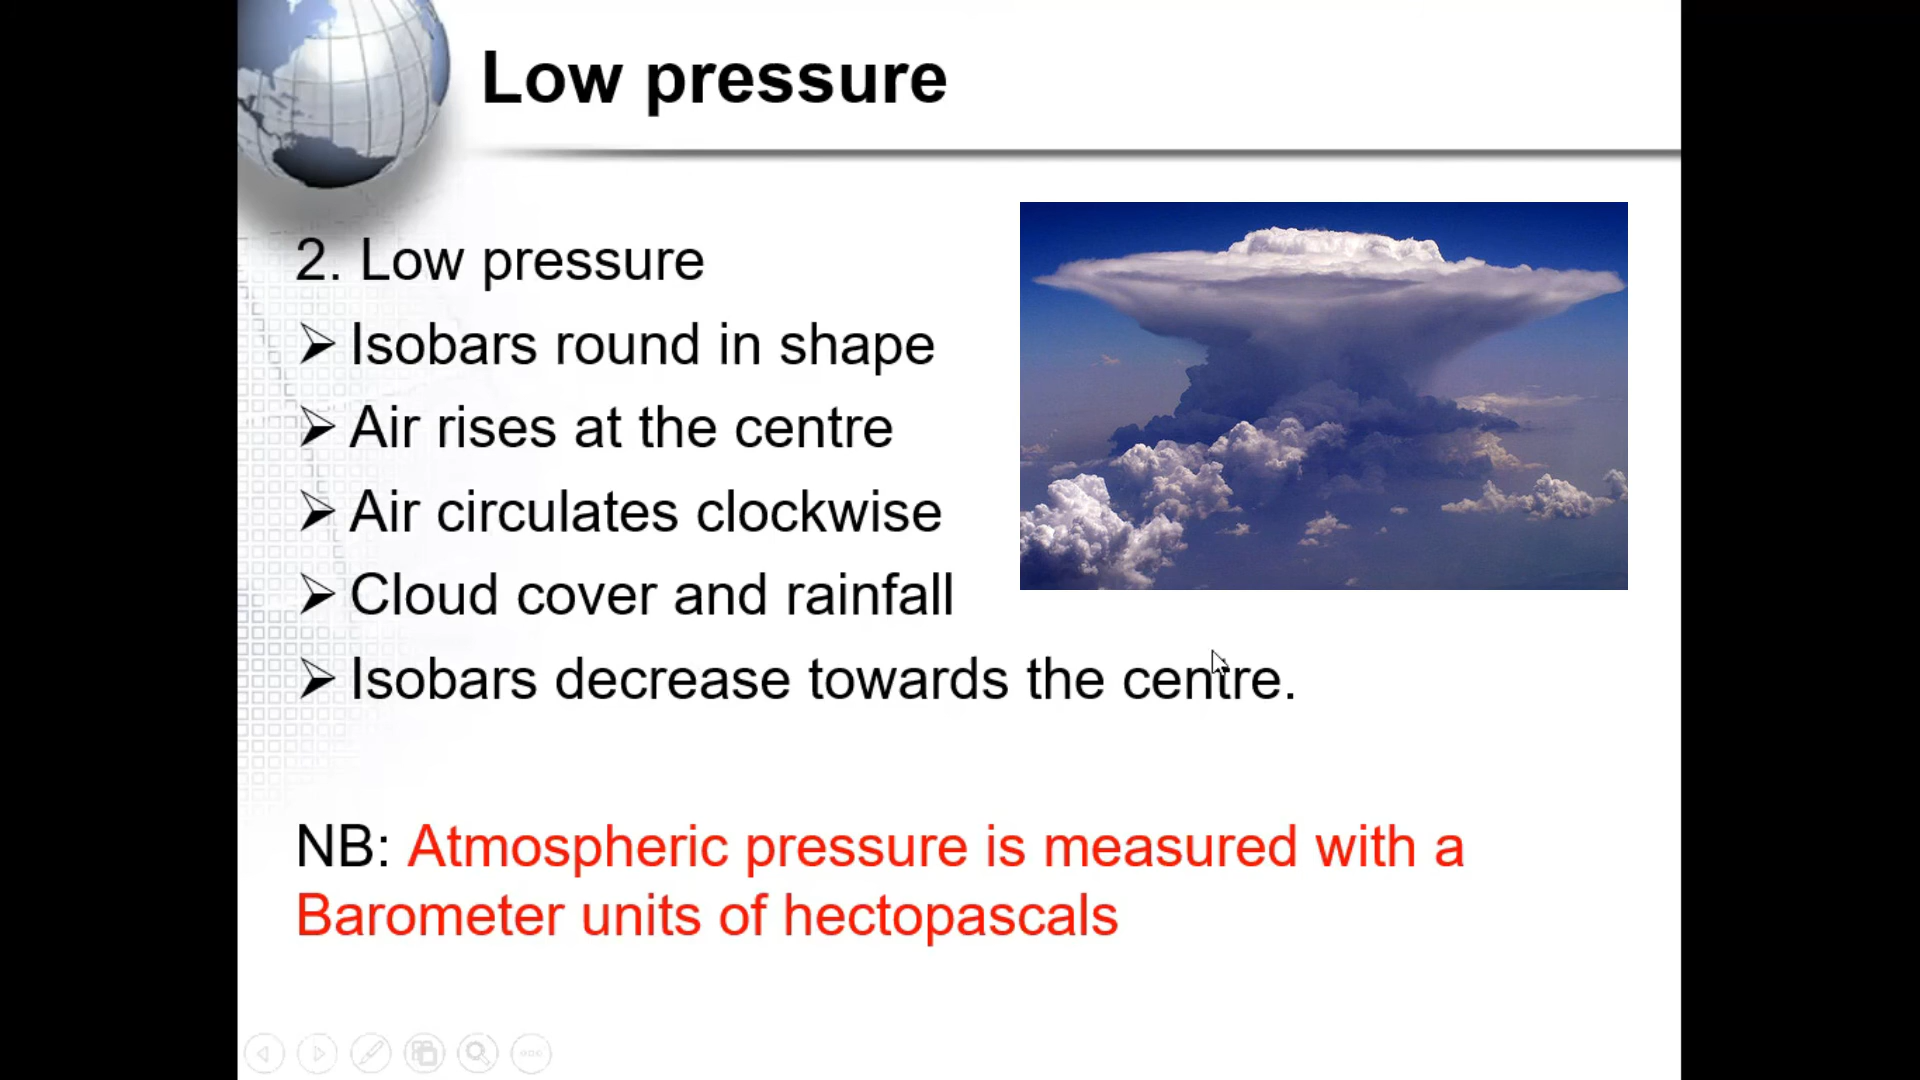 Low pressure
2. Low pressure
Isobars round in shape
Air rises at the centre
Air circulates clockwise
Cloud cover and rainfall
Isobars decrease towards the centre.
NB: Atmospheric pressure is measured with a
Barometer units of hectopascals